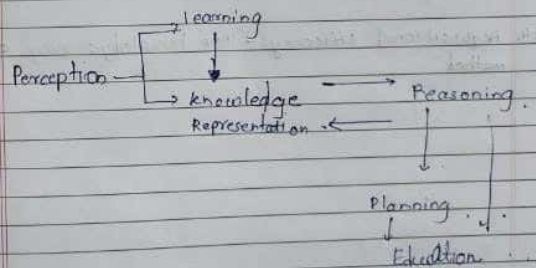 learning
Perception
knowledge
Reasoning.
Representation
Planning
Education